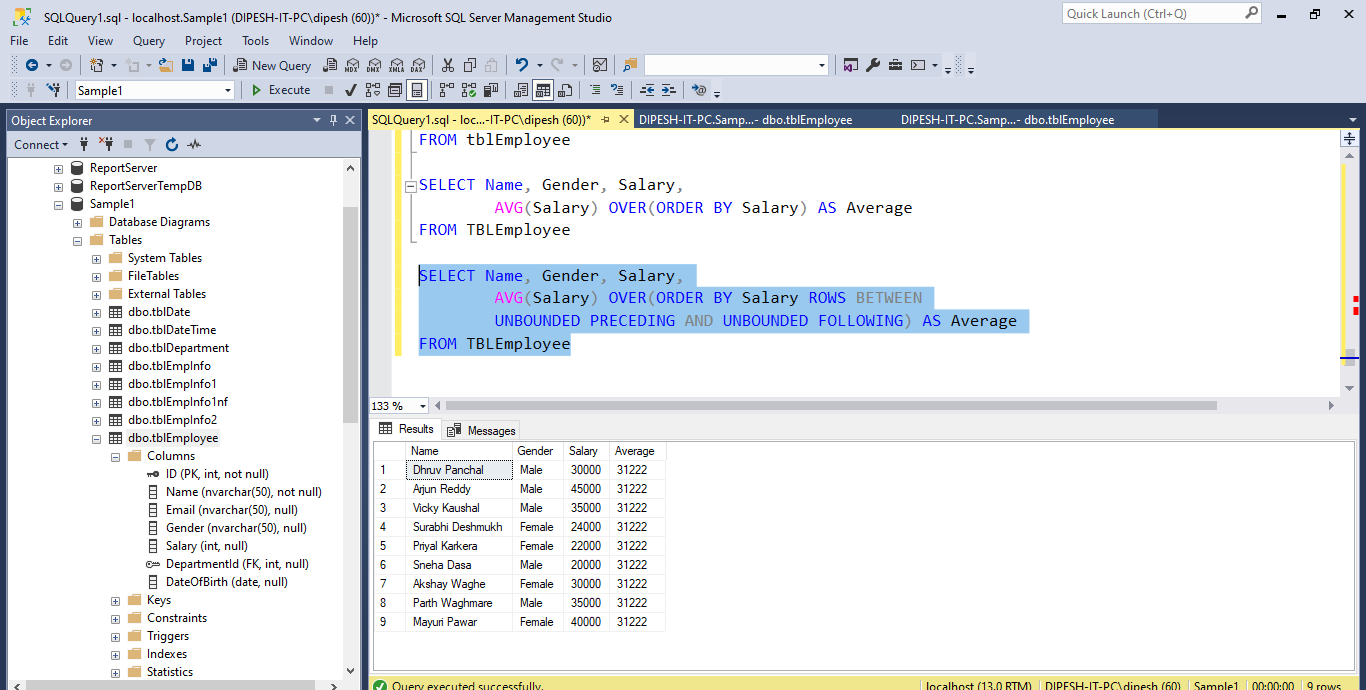 SQLQuery1.sql - localhost.Sample1 (DIPESH-IT-PC\dipesh (60))* - Microsoft SQL Server Management Studio
Quick Launch (Ctrl+Q)
File Edit View Query Project Tools Window Help
New Query MDX DMX XMLA DAX
Sample1 Execute
Object Explorer
Connect
ReportServer
ReportServerTempDB
Sample1
Database Diagrams
Tables
System Tables
FileTables
External Tables
dbo.tblDate
dbo.tblDateTime
dbo.tblDepartment
dbo.tblEmpInfo
dbo.tblEmpInfo1
dbo.tblEmpInfo1nf
dbo.tblEmpInfo2
dbo.tblEmployee
Columns
ID (PK, int, not null)
Name (nvarchar(50), not null)
Email (nvarchar(50), null)
Gender (nvarchar(50), null)
Salary (int, null)
DepartmentId (FK, int, null)
DateOfBirth (date, null)
Keys
Constraints
Triggers
Indexes
Statistics
SQLQuery1.sql - loc...-IT-PC\dipesh (60))* DIPESH-IT-PC.Samp...- dbo.tblEmployee DIPESH-IT-PC.Samp...- dbo.tblEmployee
FROM tblEmployee
SELECT Name, Gender, Salary,
AVG(Salary) OVER(ORDER BY Salary) AS Average
FROM TBLEmployee
SELECT Name, Gender, Salary,
AVG(Salary) OVER(ORDER BY Salary ROWS BETWEEN
UNBOUNDED PRECEDING AND UNBOUNDED FOLLOWING) AS Average
FROM TBLEmployee
133 %
Results Messages
Name Gender Salary Average
1 Dhruv Panchal Male 30000 31222
2 Arjun Reddy Male 45000 31222
3 Vicky Kaushal Male 35000 31222
4 Surabhi Deshmukh Female 24000 31222
5 Priyal Karkera Female 22000 31222
6 Sneha Dasa Male 20000 31222
7 Akshay Waghe Female 30000 31222
8 Parth Waghmare Male 35000 31222
9 Mayuri Pawar Female 40000 31222
Query executed successfully. localhost (13.0 RTM) DIPESH-IT-PC\dipesh (60) Sample1 00:00:00 9 rows